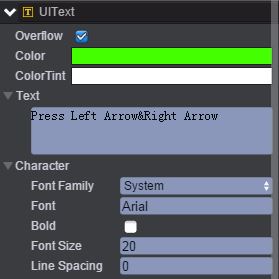 UIText
Overflow
Color
ColorTint
Text
Press Left Arrow&Right Arrow
Character
Font Family System
Font Arial
Bold
Font Size 20
Line Spacing 0